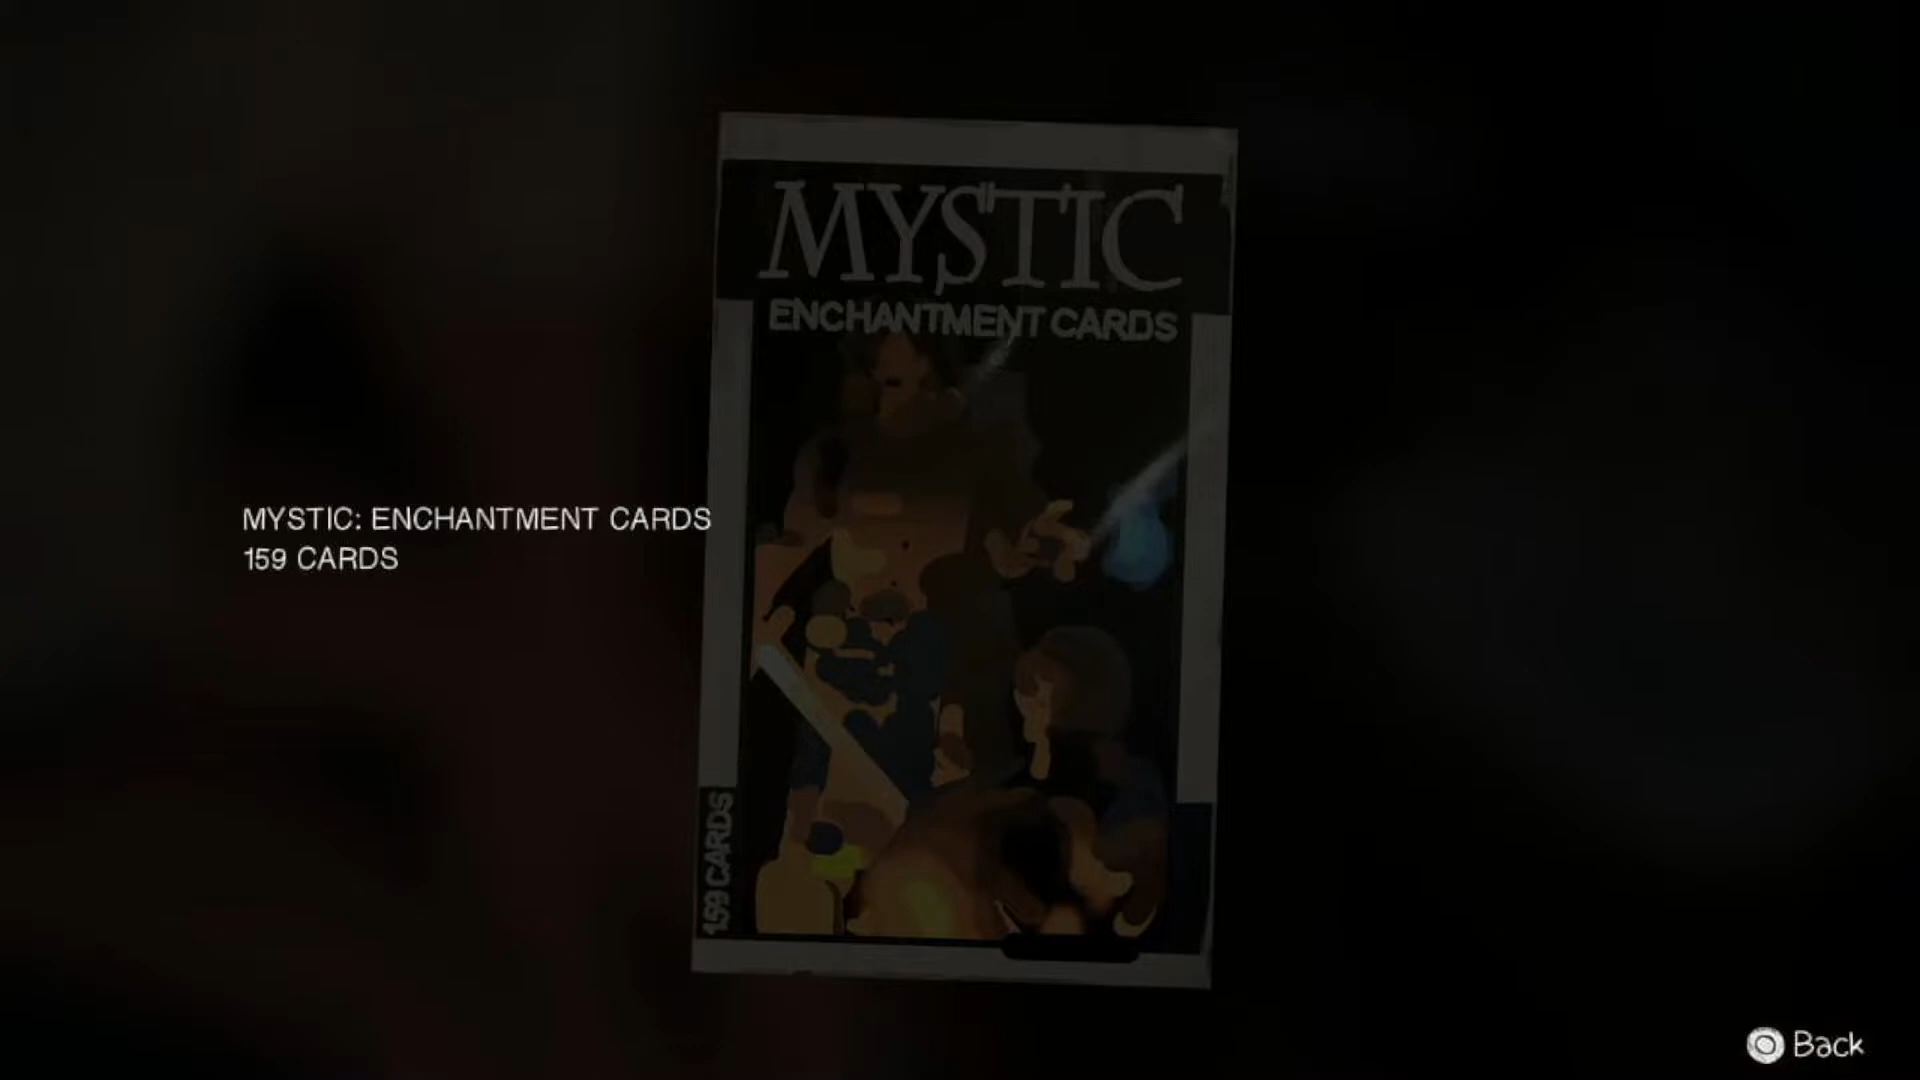 MYSTIC
ENCHANTMENT CARDS
MYSTIC: ENCHANTMENT CARDS
159 CARDS
159 CARDS
Back